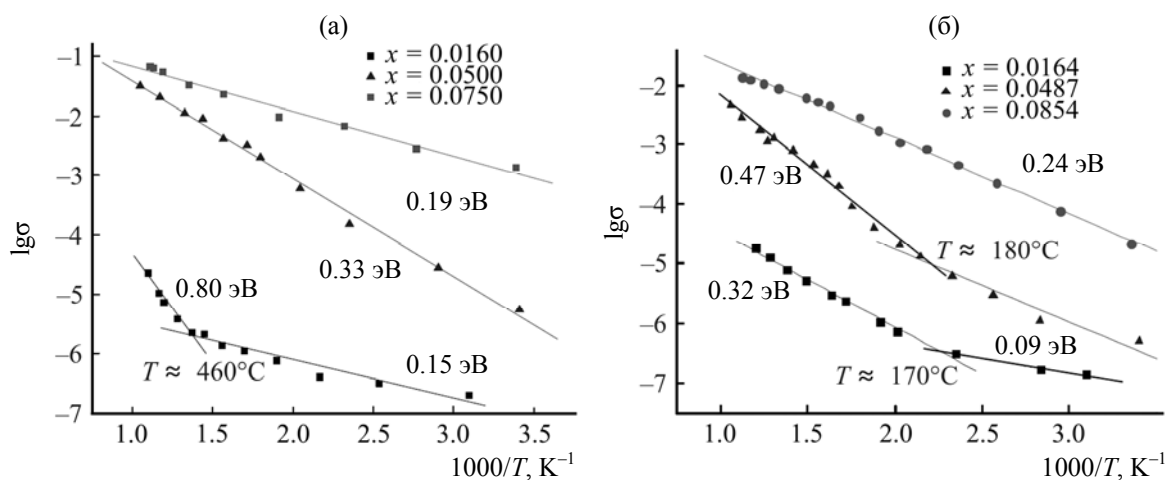 (а)
x = 0.0160
x = 0.0500
x = 0.0750
–1
–2
–3
–4
–5
–6
–7
lgσ
0.19 эВ
0.33 эВ
0.80 эВ
0.15 эВ
T ≈ 460°C
1.0 1.5 2.0 2.5 3.0 3.5
1000/T, K⁻¹
(б)
x = 0.0164
x = 0.0487
x = 0.0854
–2
–3
–4
–5
–6
–7
lgσ
0.24 эВ
0.47 эВ
T ≈ 180°C
0.32 эВ
0.09 эВ
T ≈ 170°C
1.0 1.5 2.0 2.5 3.0
1000/T, K⁻¹